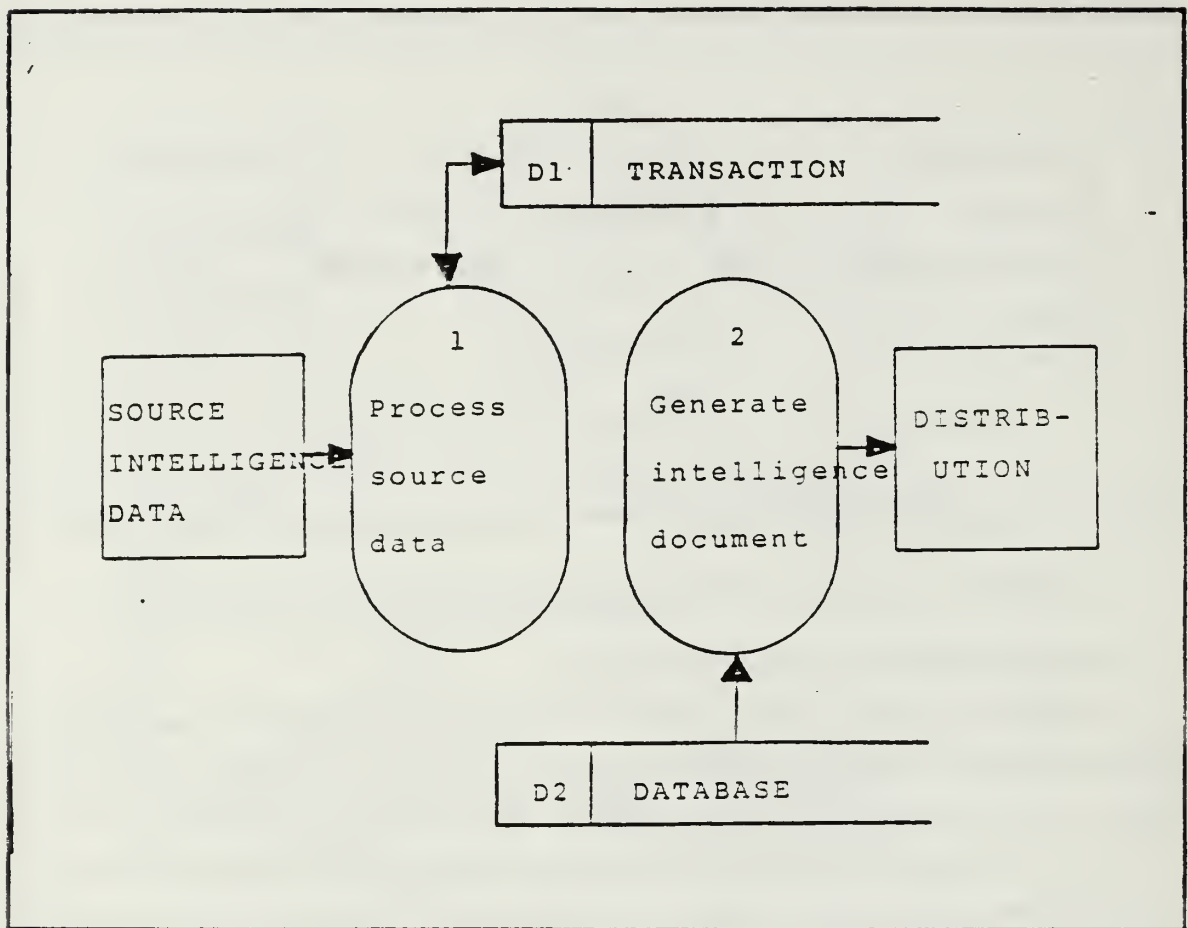 D1 TRANSACTION
SOURCE
INTELLIGENCE
DATA
1
Process
source
data
2
Generate
intelligence
document
DISTRIB-
UTION
D2 DATABASE